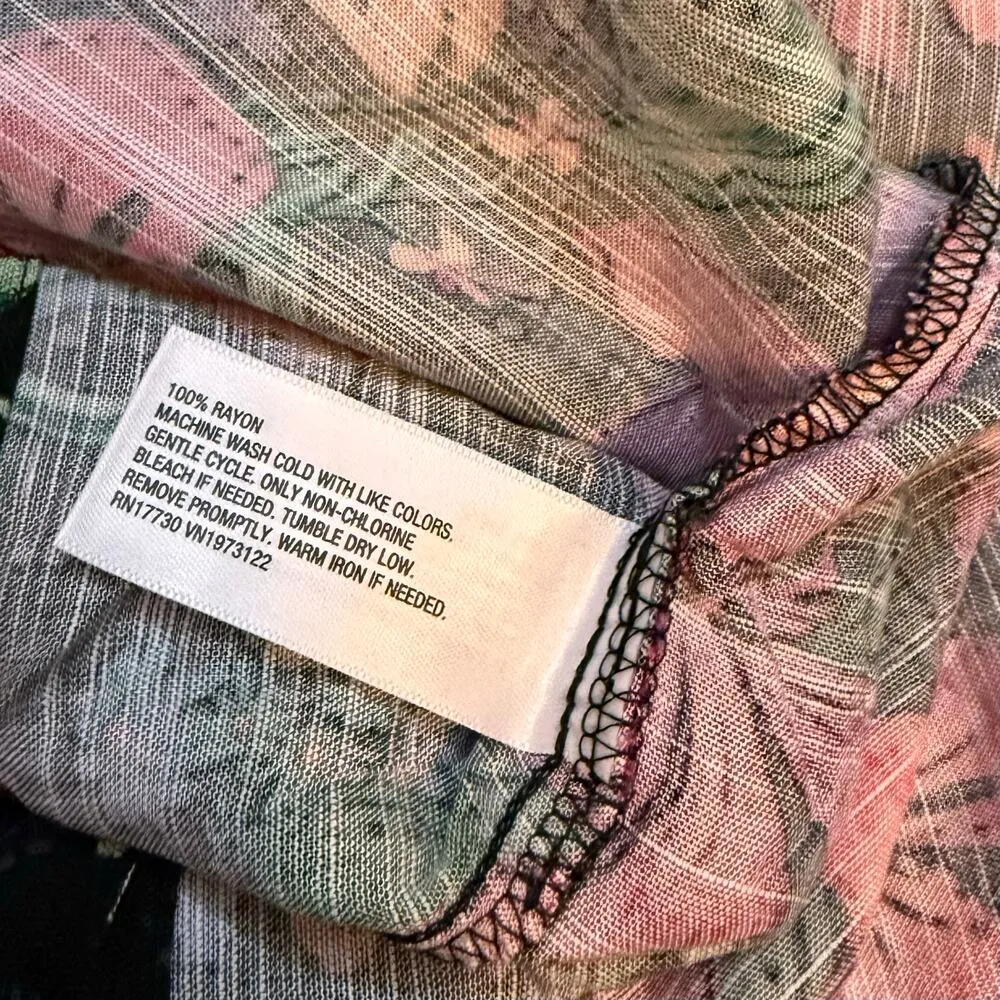 100% RAYON
MACHINE WASH COLD WITH LIKE COLORS.
GENTLE CYCLE, ONLY NON-CHLORINE
BLEACH IF NEEDED. TUMBLE DRY LOW.
REMOVE PROMPTLY. WARM IRON IF NEEDED.
RN17730 VN1973122